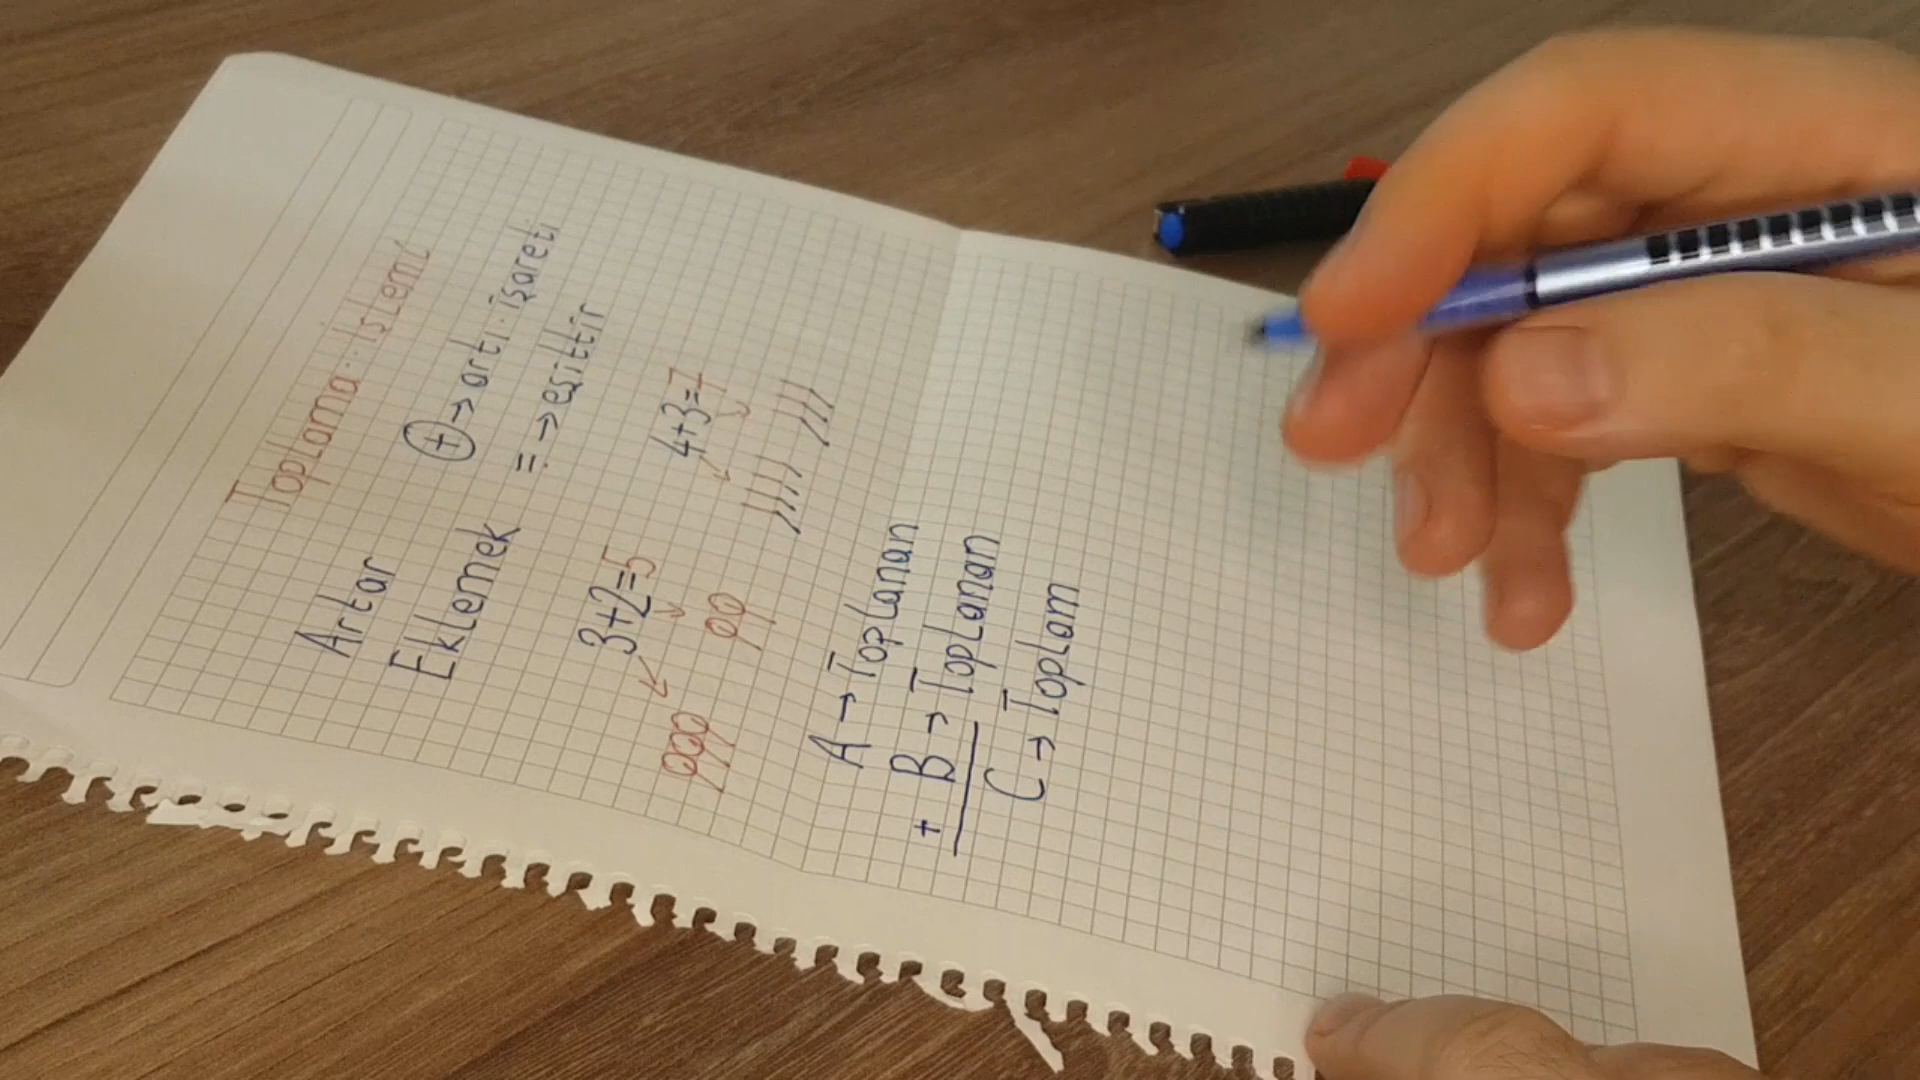 Toplama İşlemi
Artar
+ → artı işareti
Eklemek
= → eşittir
3+2=5
4+3=7
A → Toplanan
+ B → Toplanan
C → Toplam